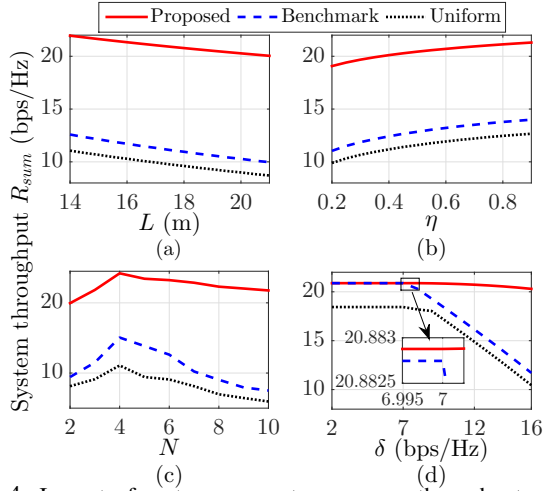 Proposed Benchmark Uniform
System throughput R_sum (bps/Hz)
20
15
10
14 16 18 20
L (m)
(a)
20
15
10
0.2 0.4 0.6 0.8
η
(b)
20
10
2 4 6 8 10
N
(c)
25
20
15
10
20.883
20.8825
6.995 7
2 7 12 16
δ (bps/Hz)
(d)